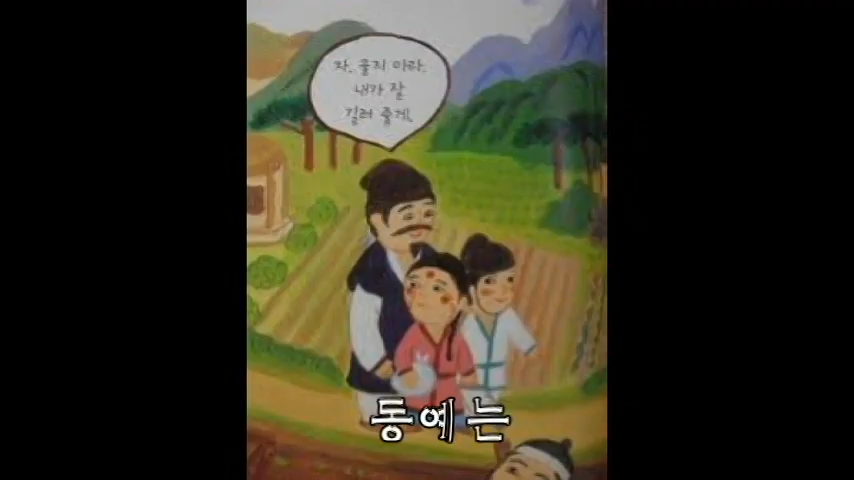 자, 울지 마라.
내가 잘
길러 줄게.
동예는